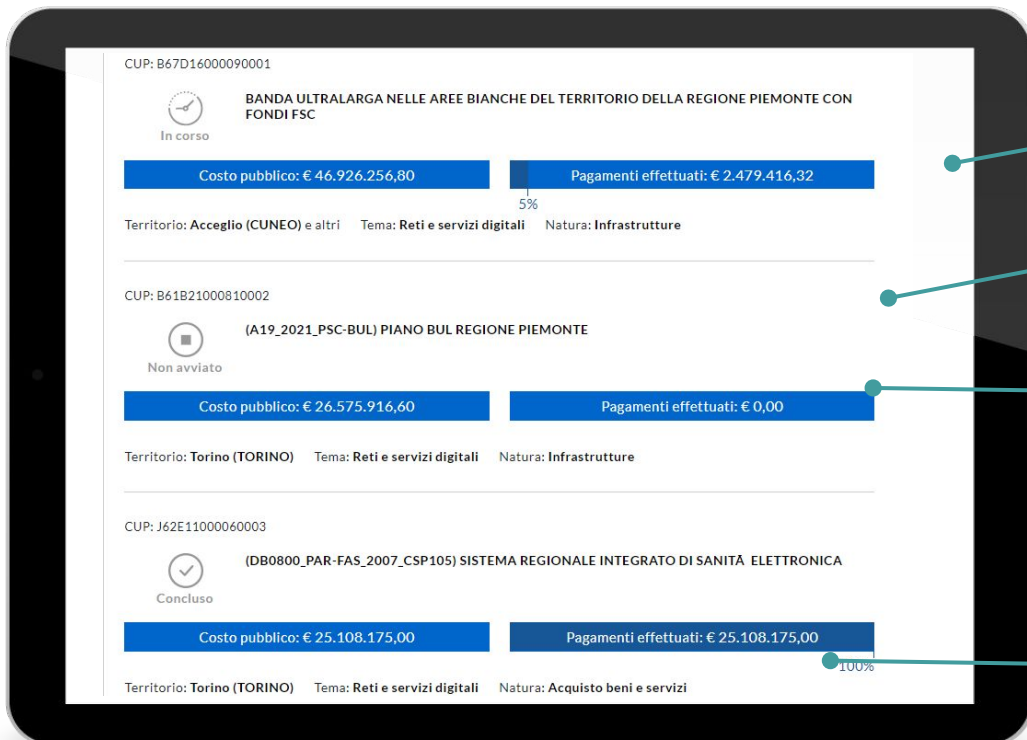 CUP: B67D16000090001
BANDA ULTRALARGA NELLE AREE BIANCHE DEL TERRITORIO DELLA REGIONE PIEMONTE CON
FONDI FSC
In corso
Costo pubblico: € 46.926.256,80
Pagamenti effettuati: € 2.479.416,32
5%
Territorio: Acceglio (CUNEO) e altri Tema: Reti e servizi digitali Natura: Infrastrutture
CUP: B61B21000810002
(A19_2021_PSC-BUL) PIANO BUL REGIONE PIEMONTE
Non avviato
Costo pubblico: € 26.575.916,60
Pagamenti effettuati: € 0,00
Territorio: Torino (TORINO) Tema: Reti e servizi digitali Natura: Infrastrutture
CUP: J62E11000060003
(DB0800_PAR-FAS_2007_CSP105) SISTEMA REGIONALE INTEGRATO DI SANITÃ ELETTRONICA
Concluso
Costo pubblico: € 25.108.175,00
Pagamenti effettuati: € 25.108.175,00
100%
Territorio: Torino (TORINO) Tema: Reti e servizi digitali Natura: Acquisto beni e servizi